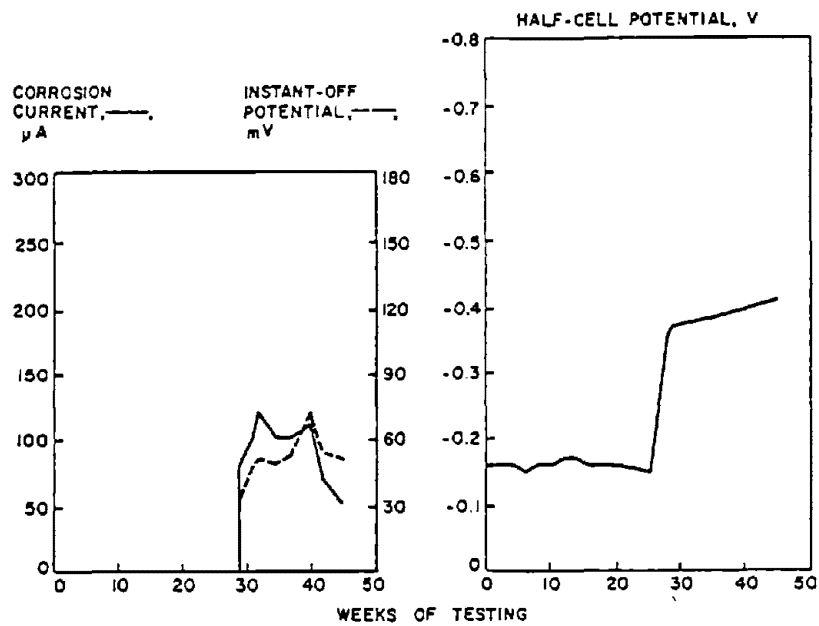 HALF-CELL POTENTIAL, V
CORROSION
CURRENT, ——,
μA
INSTANT-OFF
POTENTIAL, ---,
mV
300
250
200
150
100
50
0
180
150
120
90
60
30
0 10 20 30 40 50
-0.8
-0.7
-0.6
-0.5
-0.4
-0.3
-0.2
-0.1
0
0 10 20 30 40 50
WEEKS OF TESTING